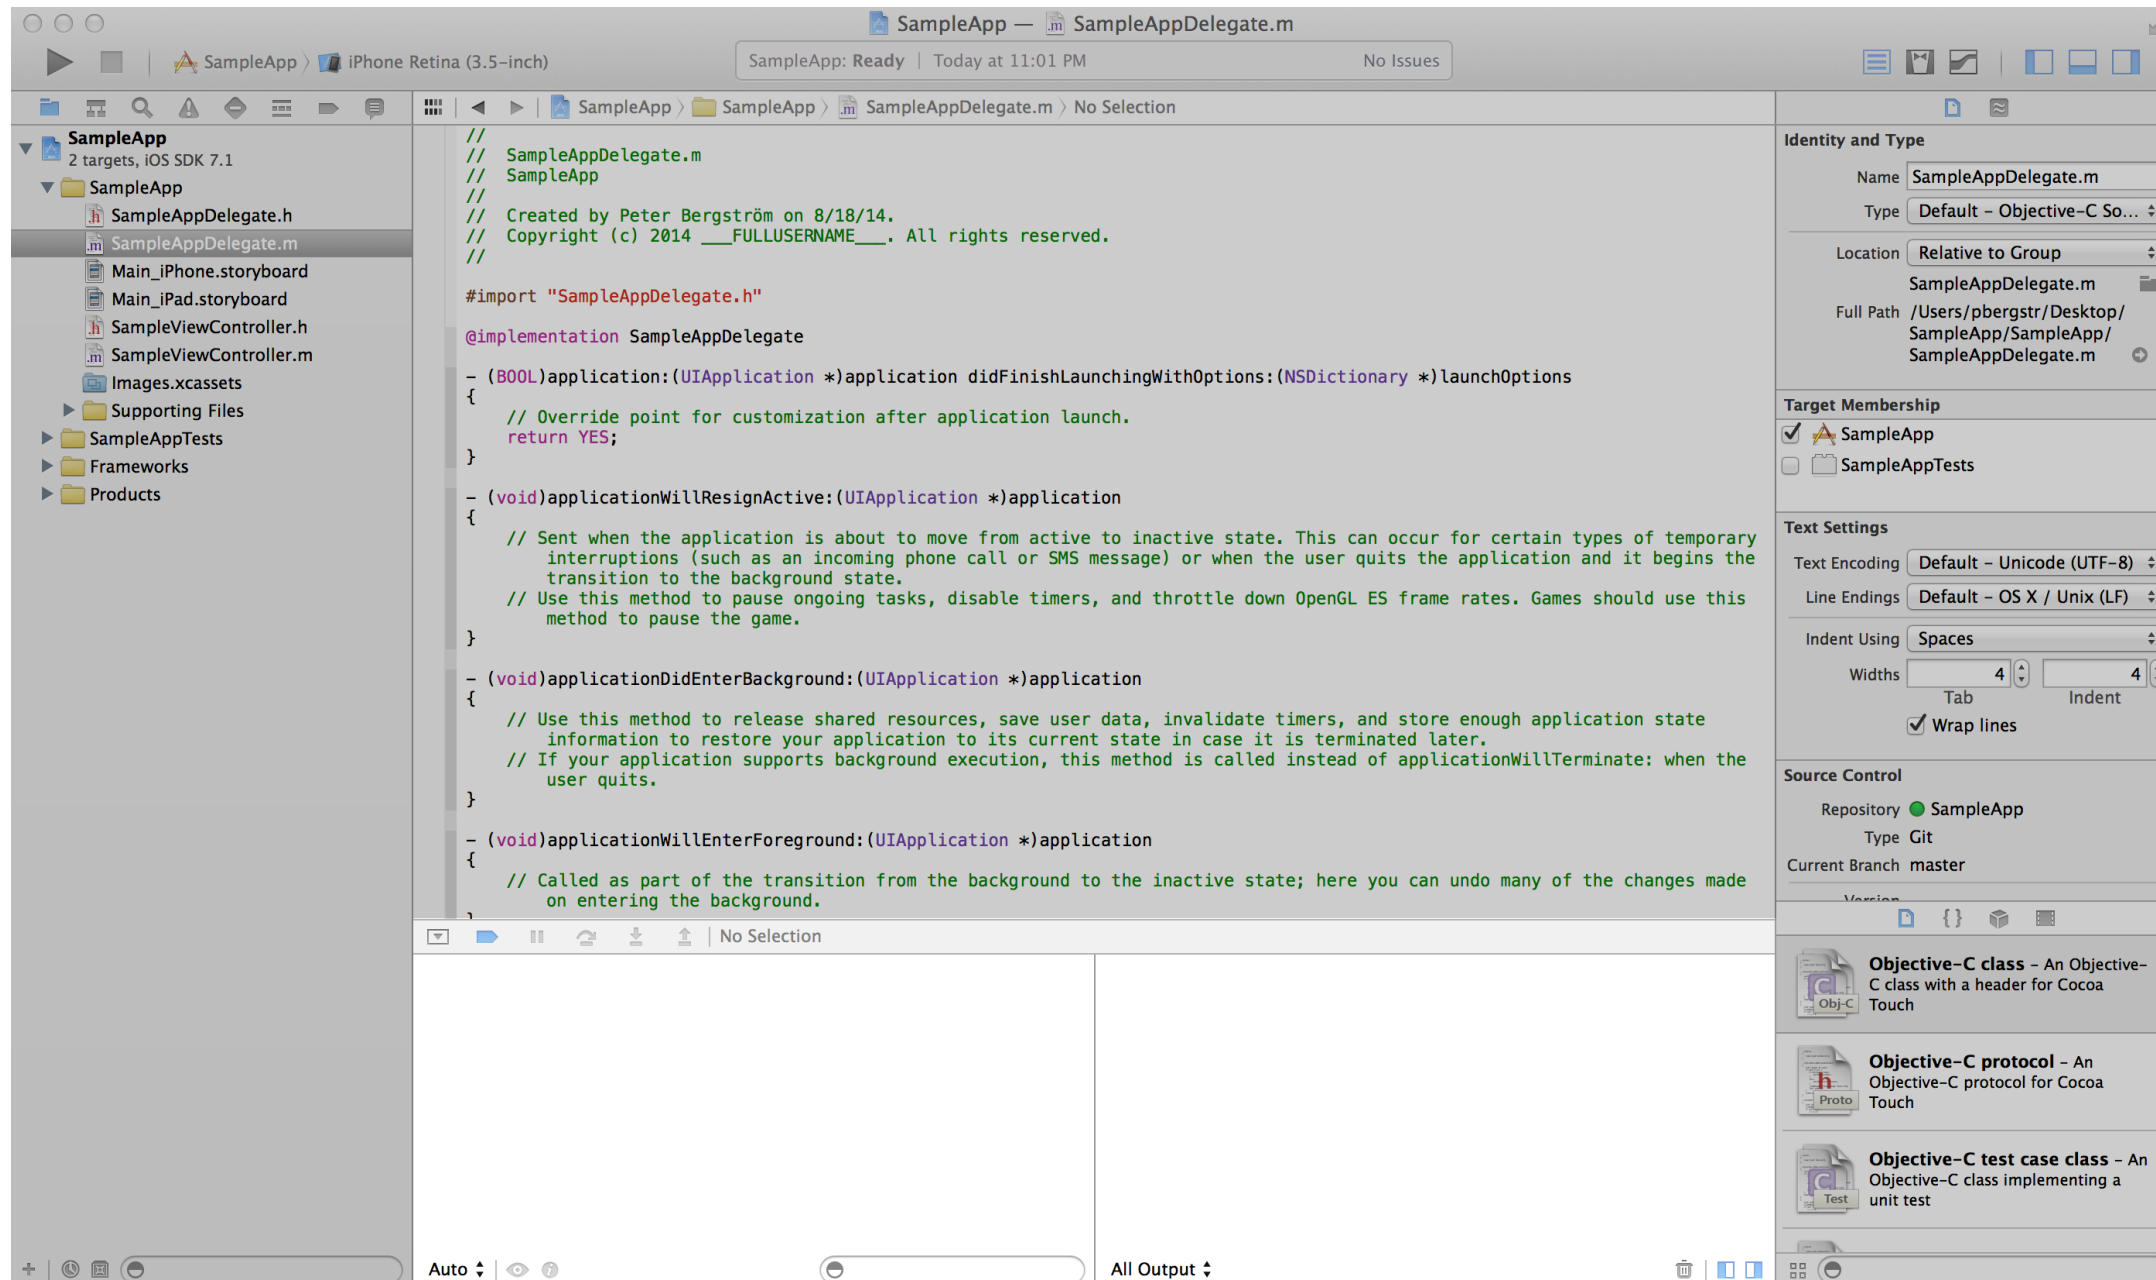 SampleApp — SampleAppDelegate.m
SampleApp iPhone Retina (3.5-inch)
SampleApp: Ready | Today at 11:01 PM No Issues
SampleApp
2 targets, iOS SDK 7.1
SampleApp
SampleAppDelegate.h
SampleAppDelegate.m
Main_iPhone.storyboard
Main_iPad.storyboard
SampleViewController.h
SampleViewController.m
Images.xcassets
Supporting Files
SampleAppTests
Frameworks
Products
SampleApp SampleApp SampleAppDelegate.m No Selection
//
//  SampleAppDelegate.m
//  SampleApp
//
//  Created by Peter Bergström on 8/18/14.
//  Copyright (c) 2014 ___FULLUSERNAME___. All rights reserved.
//
#import "SampleAppDelegate.h"
@implementation SampleAppDelegate
- (BOOL)application:(UIApplication *)application didFinishLaunchingWithOptions:(NSDictionary *)launchOptions
{
// Override point for customization after application launch.
return YES;
}
- (void)applicationWillResignActive:(UIApplication *)application
{
// Sent when the application is about to move from active to inactive state. This can occur for certain types of temporary
interruptions (such as an incoming phone call or SMS message) or when the user quits the application and it begins the
transition to the background state.
// Use this method to pause ongoing tasks, disable timers, and throttle down OpenGL ES frame rates. Games should use this
method to pause the game.
}
- (void)applicationDidEnterBackground:(UIApplication *)application
{
// Use this method to release shared resources, save user data, invalidate timers, and store enough application state
information to restore your application to its current state in case it is terminated later.
// If your application supports background execution, this method is called instead of applicationWillTerminate: when the
user quits.
}
- (void)applicationWillEnterForeground:(UIApplication *)application
{
// Called as part of the transition from the background to the inactive state; here you can undo many of the changes made
on entering the background.
}
No Selection
Auto
All Output
Identity and Type
Name SampleAppDelegate.m
Type Default - Objective-C So...
Location Relative to Group
SampleAppDelegate.m
Full Path /Users/pbergstr/Desktop/
SampleApp/SampleApp/
SampleAppDelegate.m
Target Membership
SampleApp
SampleAppTests
Text Settings
Text Encoding Default - Unicode (UTF-8)
Line Endings Default - OS X / Unix (LF)
Indent Using Spaces
Widths 4 4
Tab Indent
Wrap lines
Source Control
Repository SampleApp
Type Git
Current Branch master
Version
{ }
Objective-C class - An Objective-
C class with a header for Cocoa
Touch
Obj-C
Objective-C protocol - An
Objective-C protocol for Cocoa
Touch
Proto
Objective-C test case class - An
Objective-C class implementing a
unit test
Test